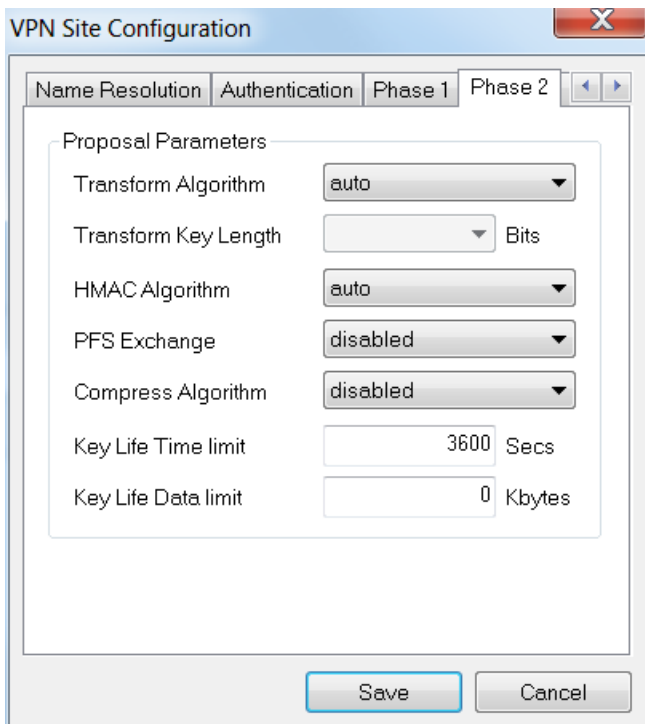 VPN Site Configuration
Name Resolution Authentication Phase 1 Phase 2
Proposal Parameters
Transform Algorithm auto
Transform Key Length Bits
HMAC Algorithm auto
PFS Exchange disabled
Compress Algorithm disabled
Key Life Time limit 3600 Secs
Key Life Data limit 0 Kbytes
Save Cancel